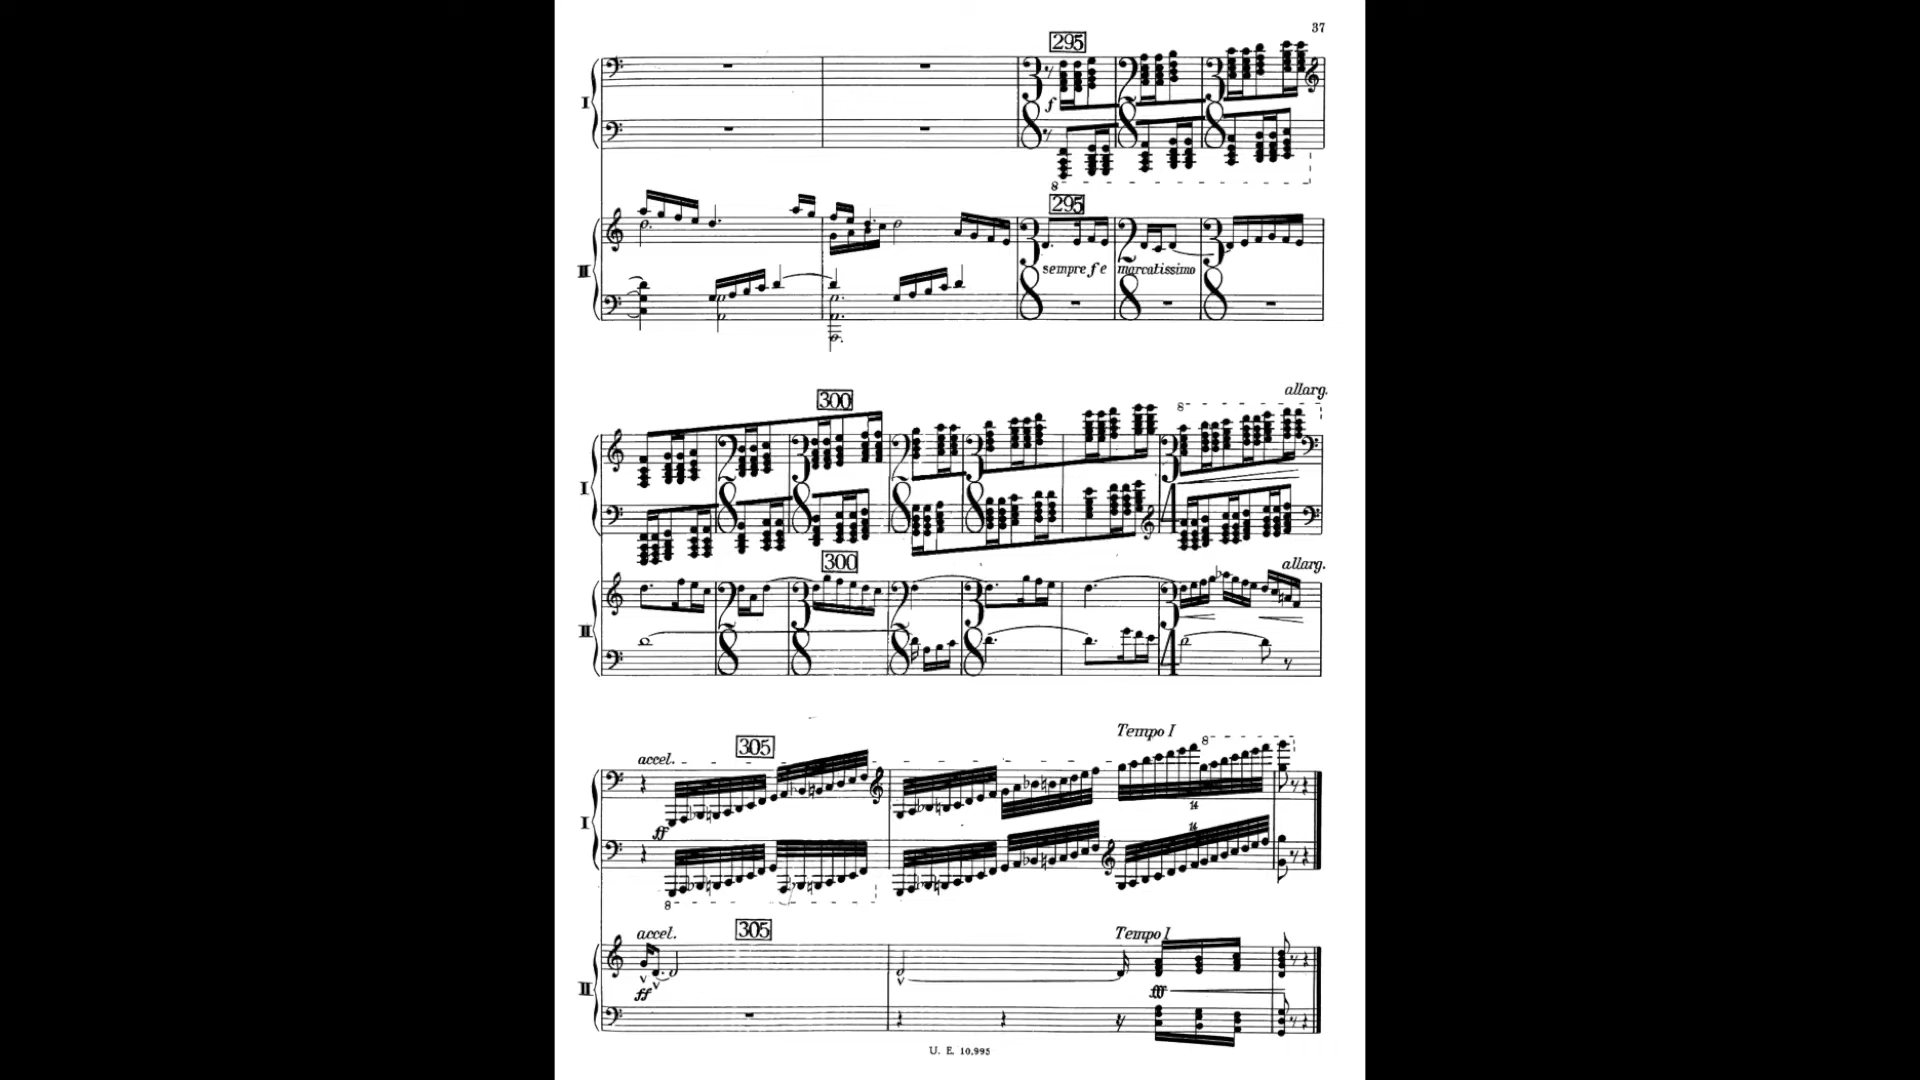 37
295
I
f
8
295
II
sempre f e marcatissimo
allarg.
300
8
I
allarg.
300
II
Tempo I
accel.
305
8
14
I
ff
14
8
accel.
305
Tempo I
II
ff
fff
U. E. 10.995